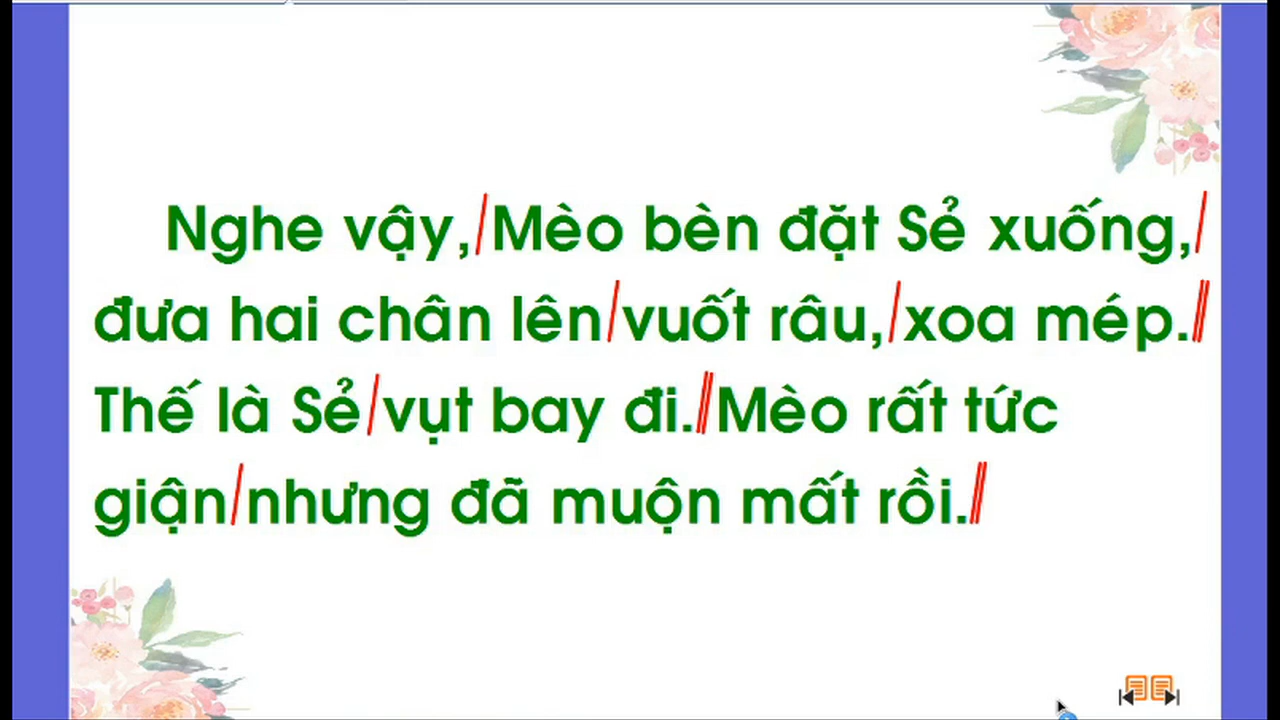 Nghe vậy,/Mèo bèn đặt Sẻ xuống,/
đưa hai chân lên/vuốt râu,/xoa mép.//
Thế là Sẻ/vụt bay đi.//Mèo rất tức
giận/nhưng đã muộn mất rồi.//